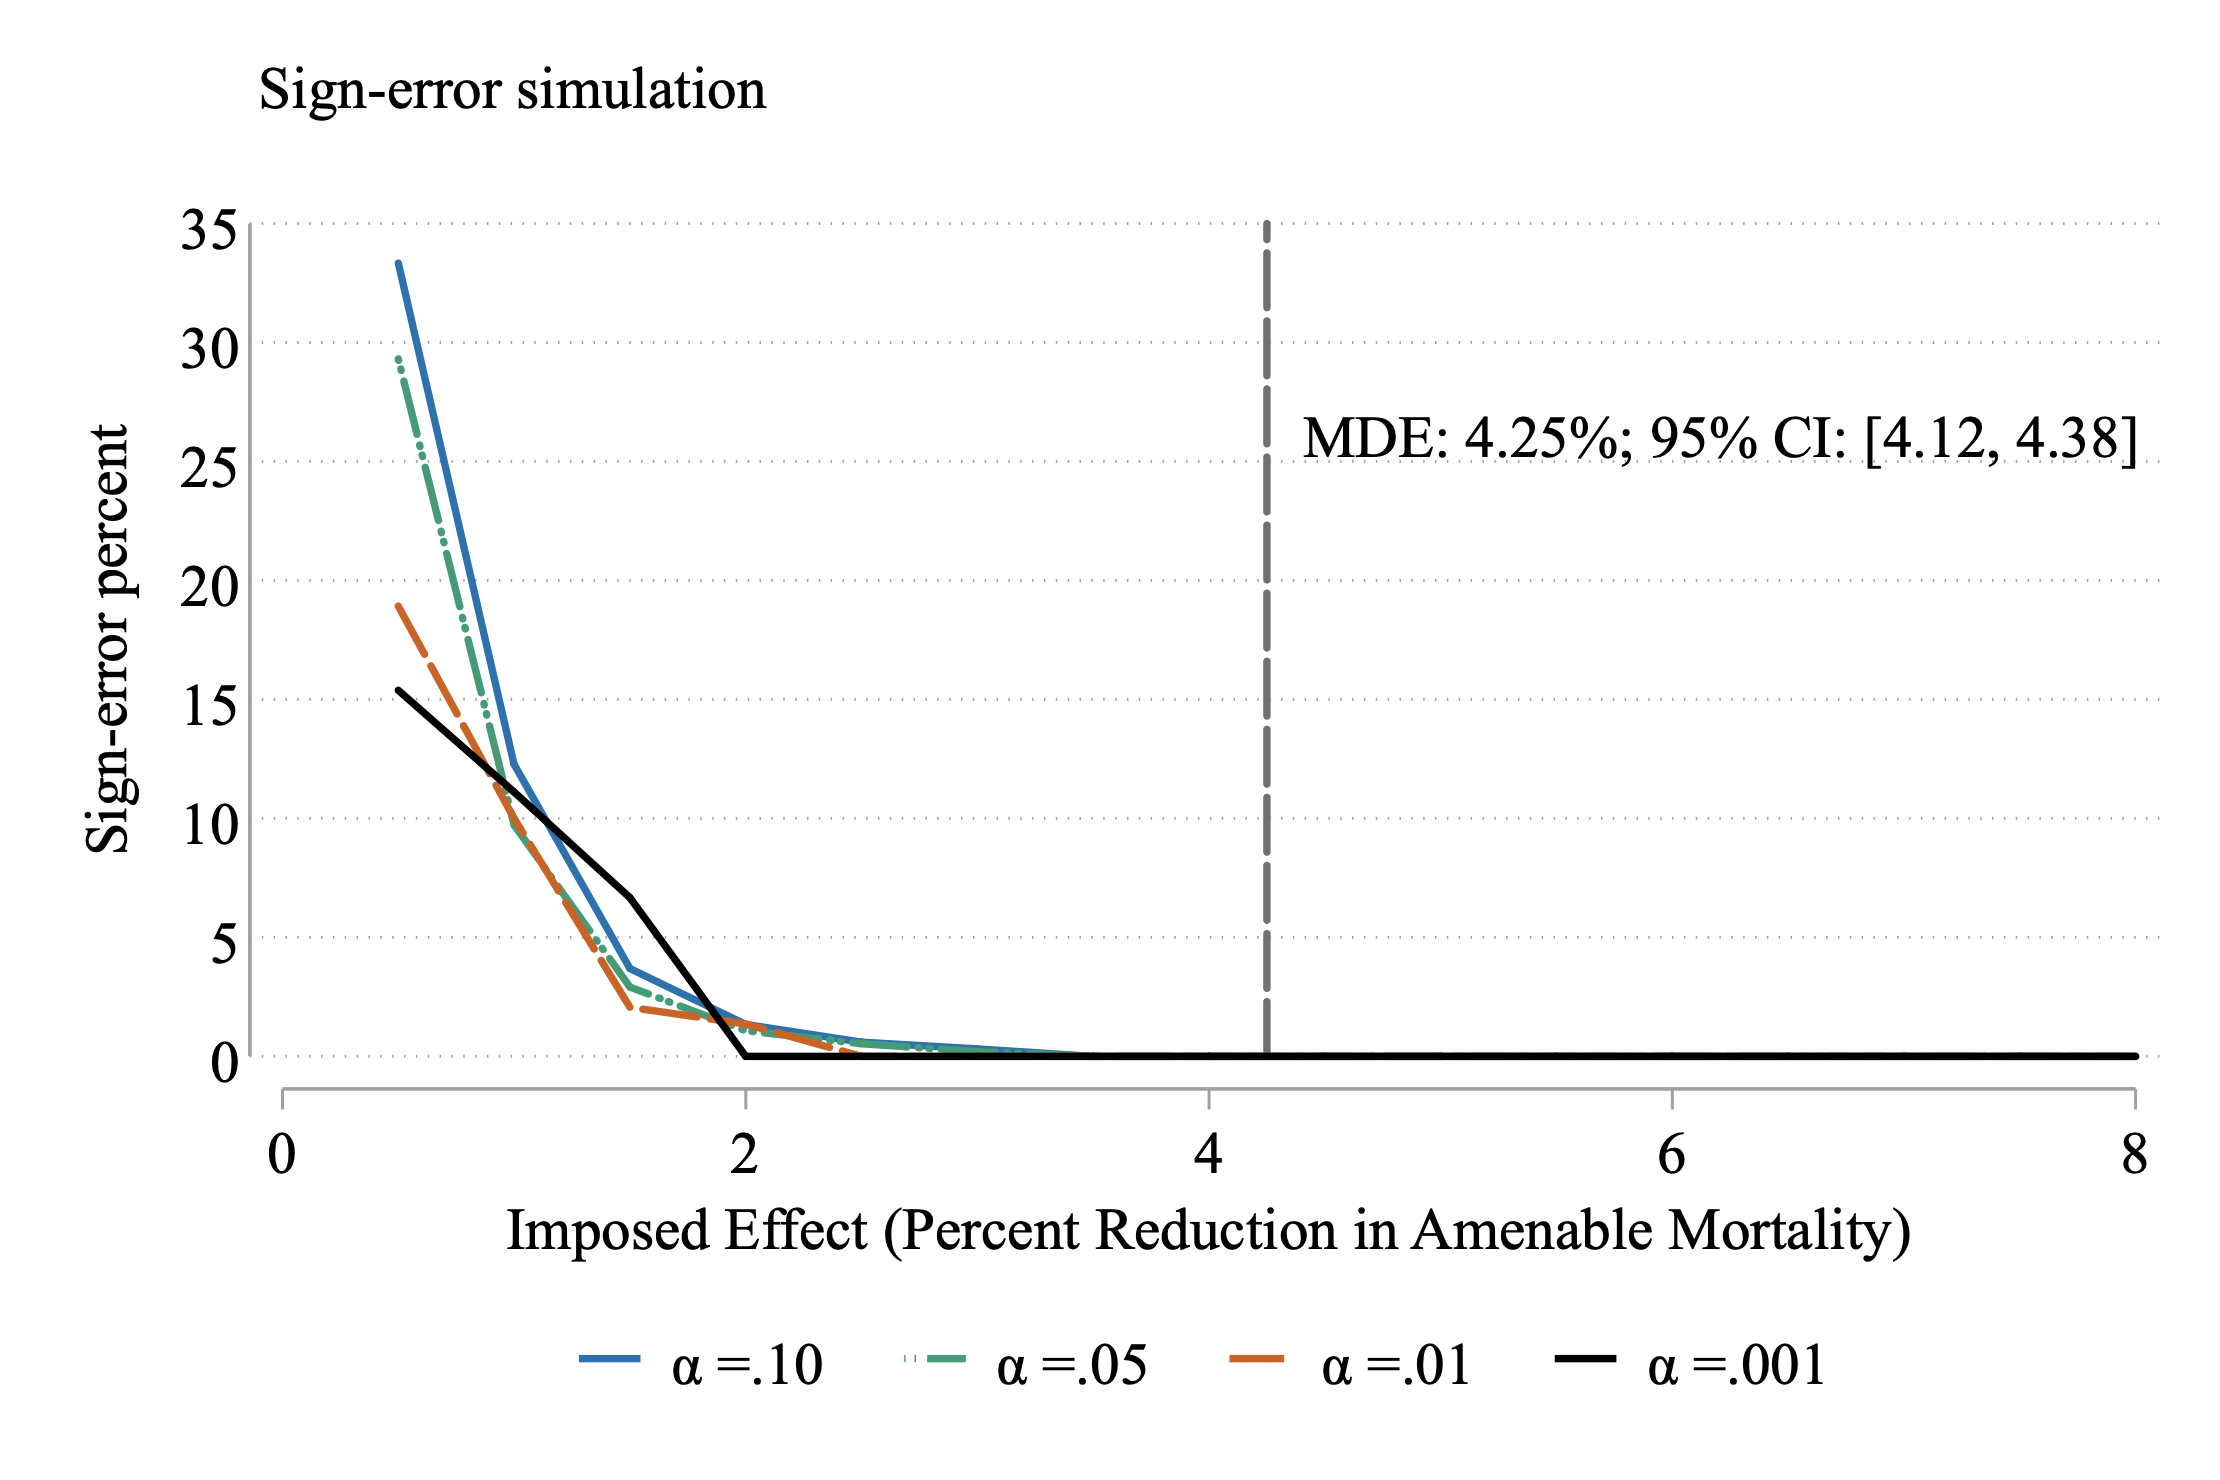 Sign-error simulation
35
30
25
20
15
10
5
0
Sign-error percent
MDE: 4.25%; 95% CI: [4.12, 4.38]
0 2 4 6 8
Imposed Effect (Percent Reduction in Amenable Mortality)
α =.10 α =.05 α =.01 α =.001